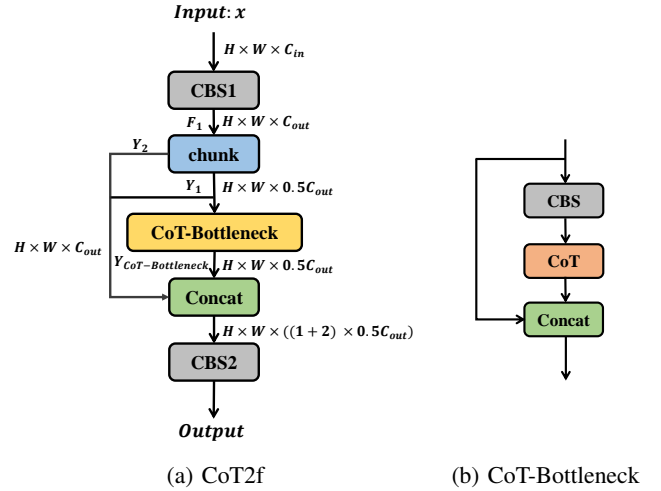 Input: x
H × W × C_in
CBS1
F_1 H × W × C_out
Y_2
chunk
Y_1 H × W × 0.5C_out
CoT-Bottleneck
H × W × C_out
Y_CoT−Bottleneck H × W × 0.5C_out
Concat
H × W × ((1 + 2) × 0.5C_out)
CBS2
Output
(a) CoT2f
CBS
CoT
Concat
(b) CoT-Bottleneck